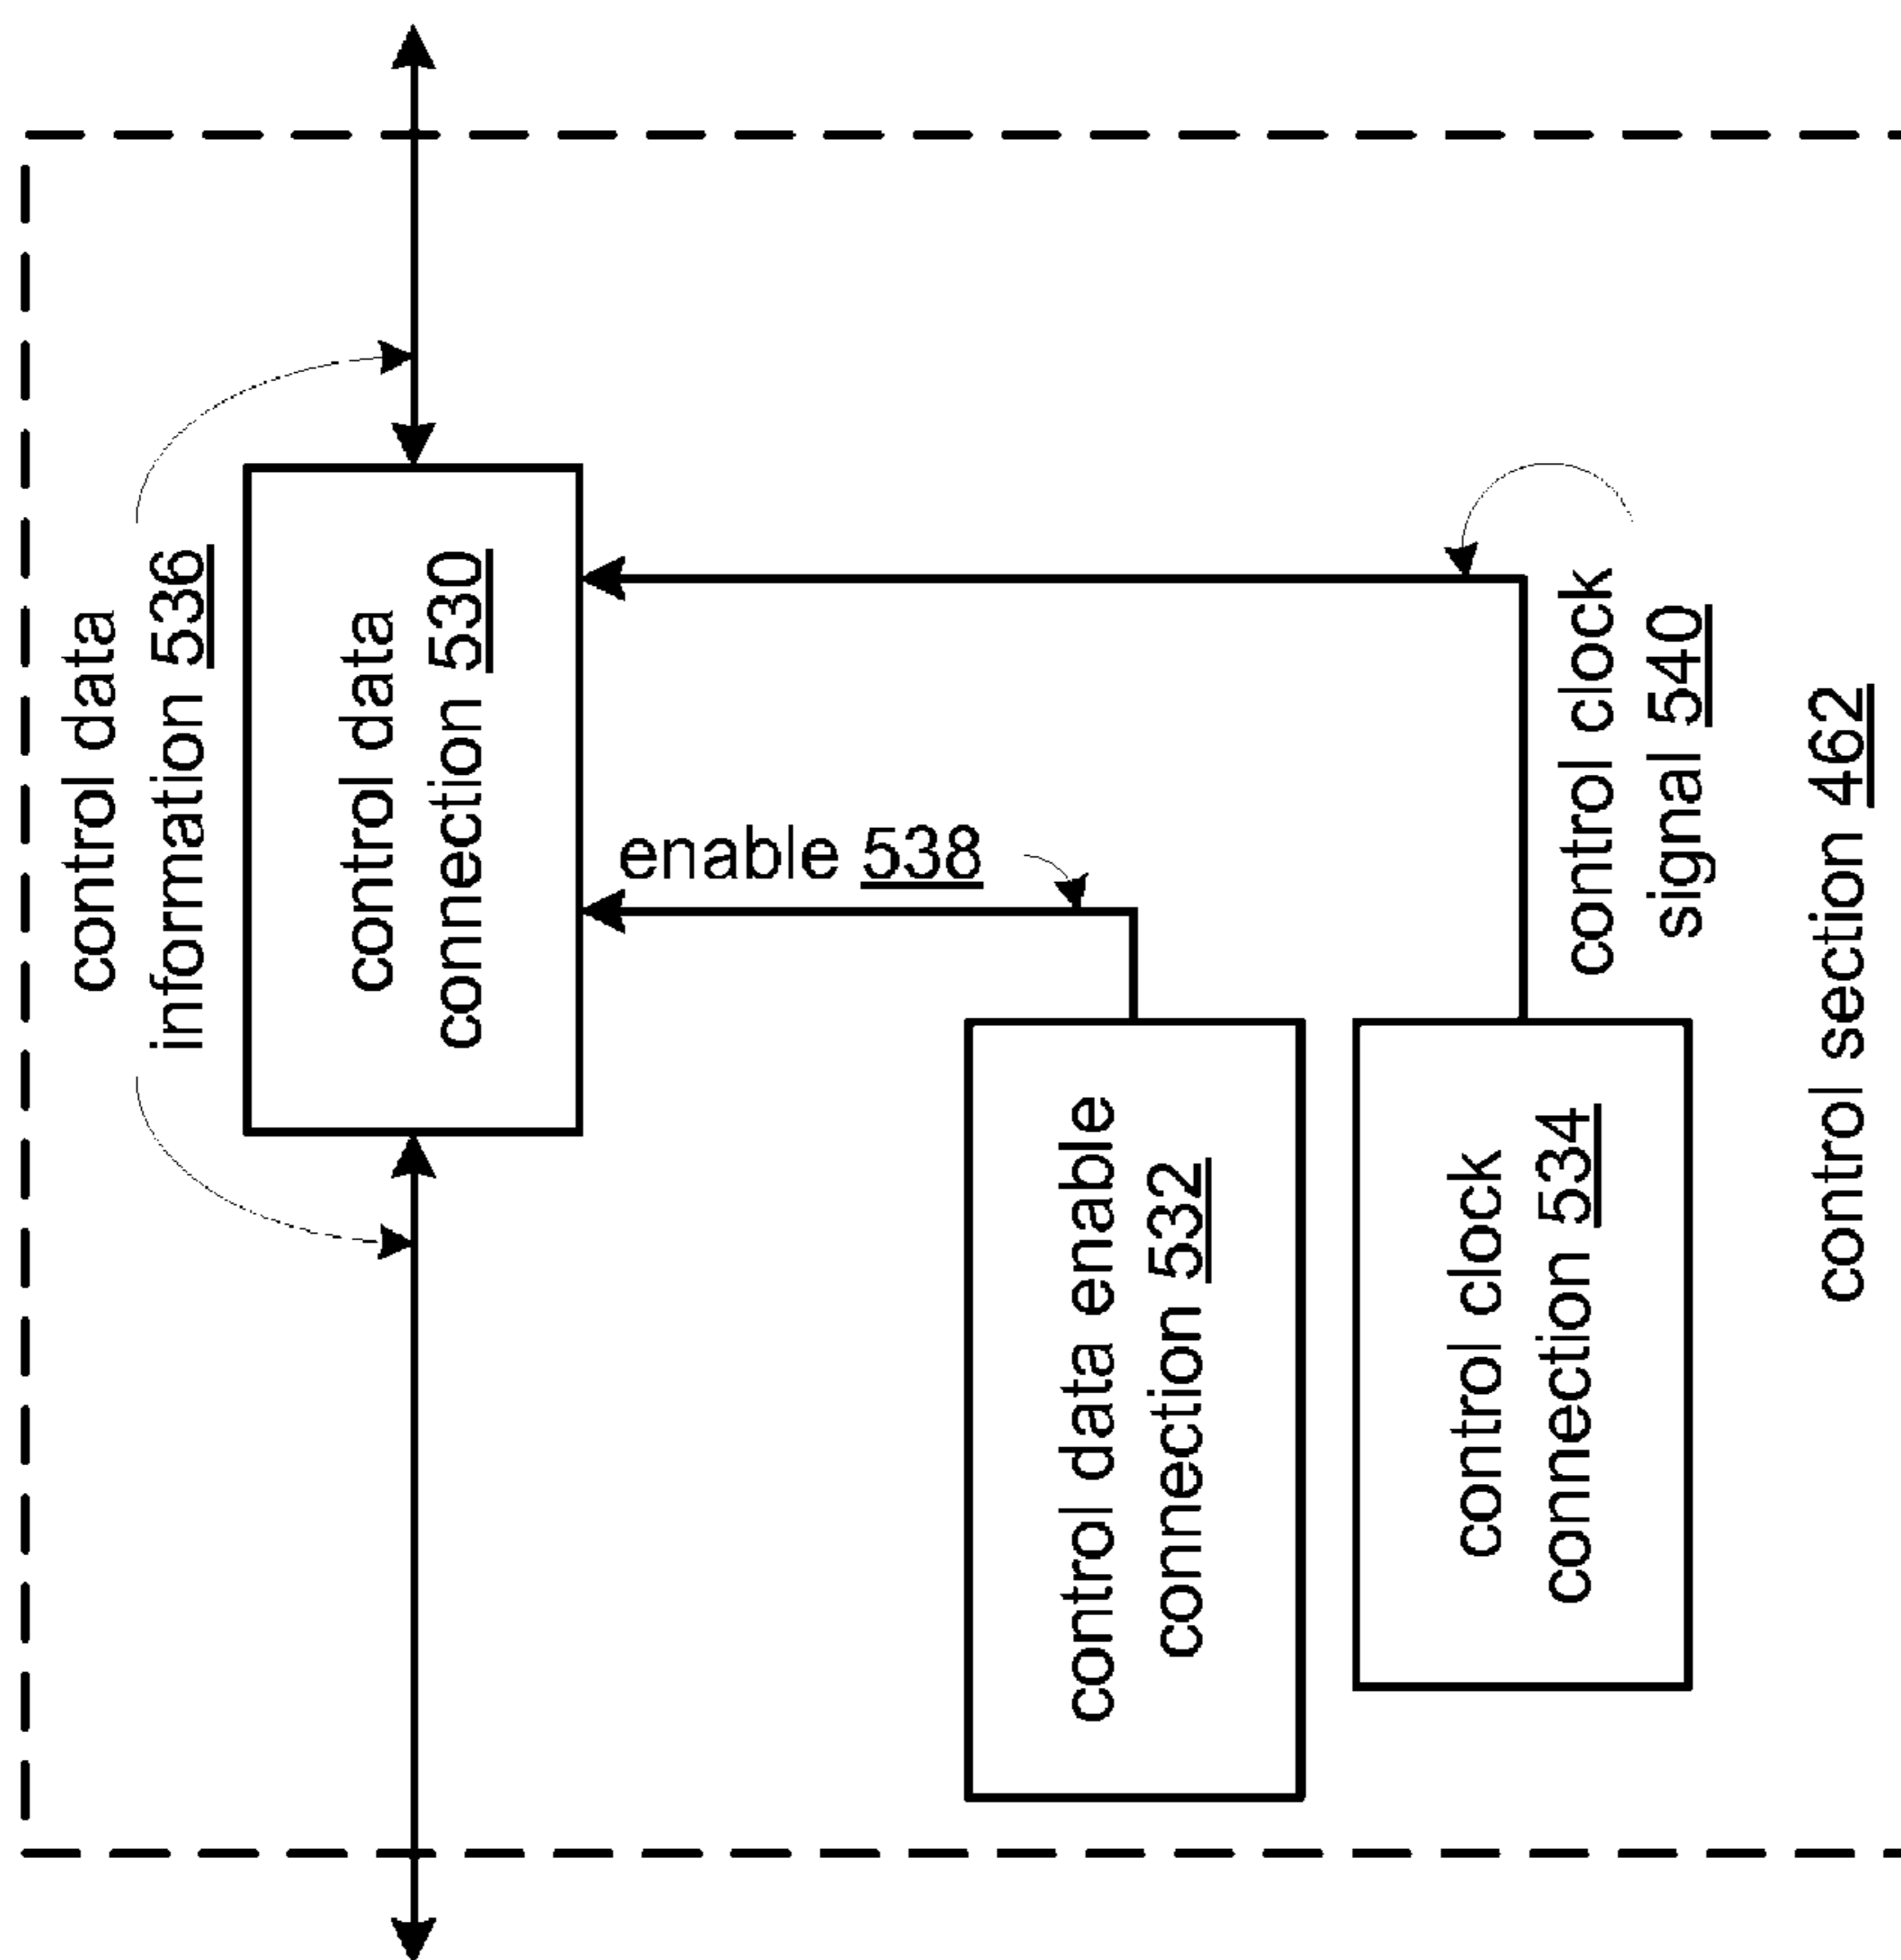 control data
information 536
control data
connection 530
enable 538
control data enable
connection 532
control clock
connection 534
control clock
signal 540
control section 462